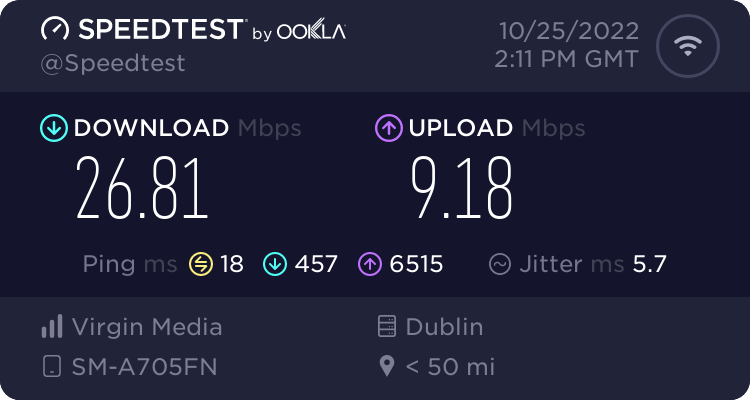 SPEEDTEST® by OOKLA®
@Speedtest
10/25/2022
2:11 PM GMT
DOWNLOAD Mbps
26.81
UPLOAD Mbps
9.18
Ping ms 18 457 6515 Jitter ms 5.7
Virgin Media
SM-A705FN
Dublin
< 50 mi